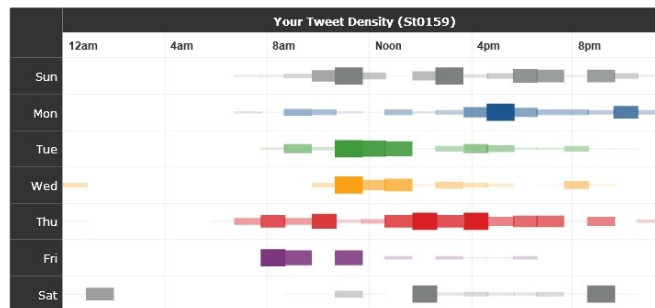 Your Tweet Density (St0159)
12am 4am 8am Noon 4pm 8pm
Sun
Mon
Tue
Wed
Thu
Fri
Sat